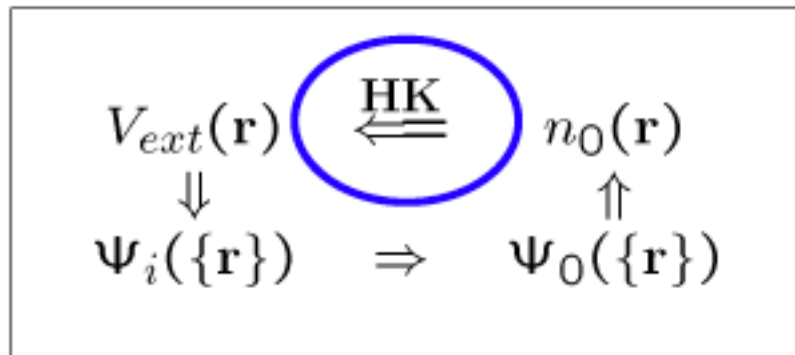 HK
V_ext(r) ⇐ n_0(r)
⇓ ⇑
Ψ_i({r}) ⇒ Ψ_0({r})